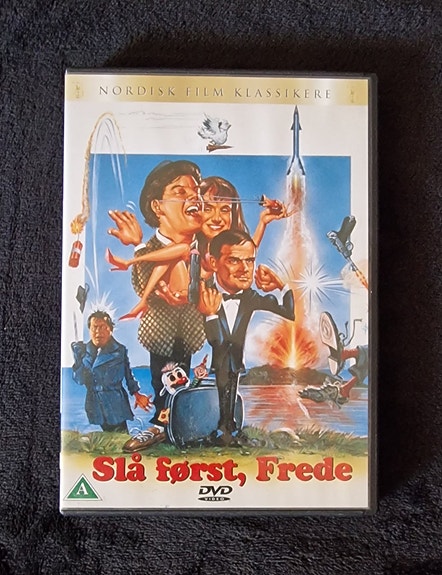 NORDISK FILM KLASSIKERE
Slå først, Frede
A
DVD
VIDEO